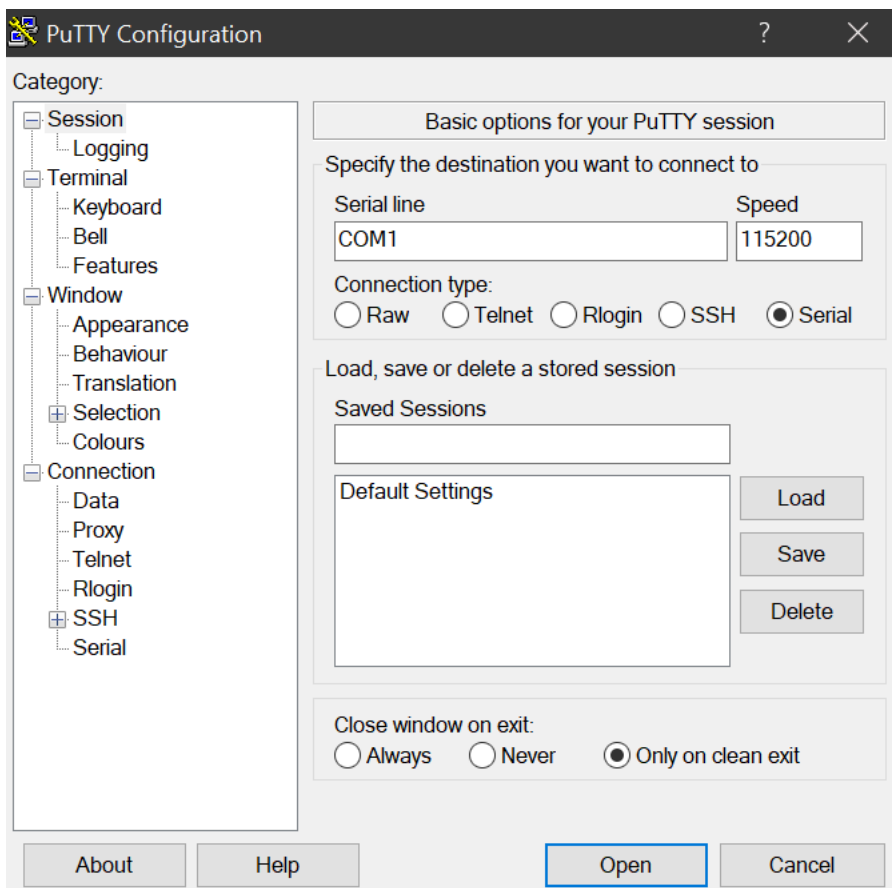 PuTTY Configuration
?
Category:
Session
Logging
Terminal
Keyboard
Bell
Features
Window
Appearance
Behaviour
Translation
Selection
Colours
Connection
Data
Proxy
Telnet
Rlogin
SSH
Serial
Basic options for your PuTTY session
Specify the destination you want to connect to
Serial line Speed
COM1 115200
Connection type:
Raw Telnet Rlogin SSH Serial
Load, save or delete a stored session
Saved Sessions
Default Settings
Load
Save
Delete
Close window on exit:
Always Never Only on clean exit
About Help Open Cancel